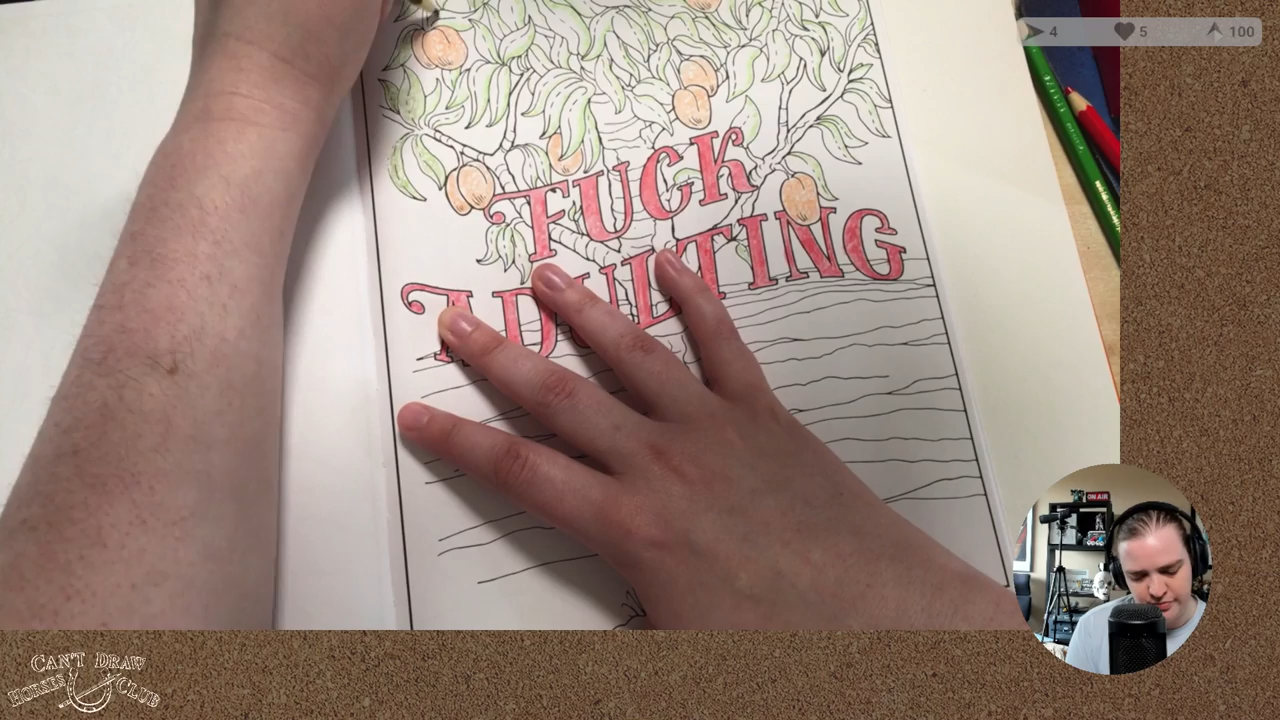 4 5 100
FUCK
ADULTING
ON AIR
CAN'T DRAW
HORSES CLUB